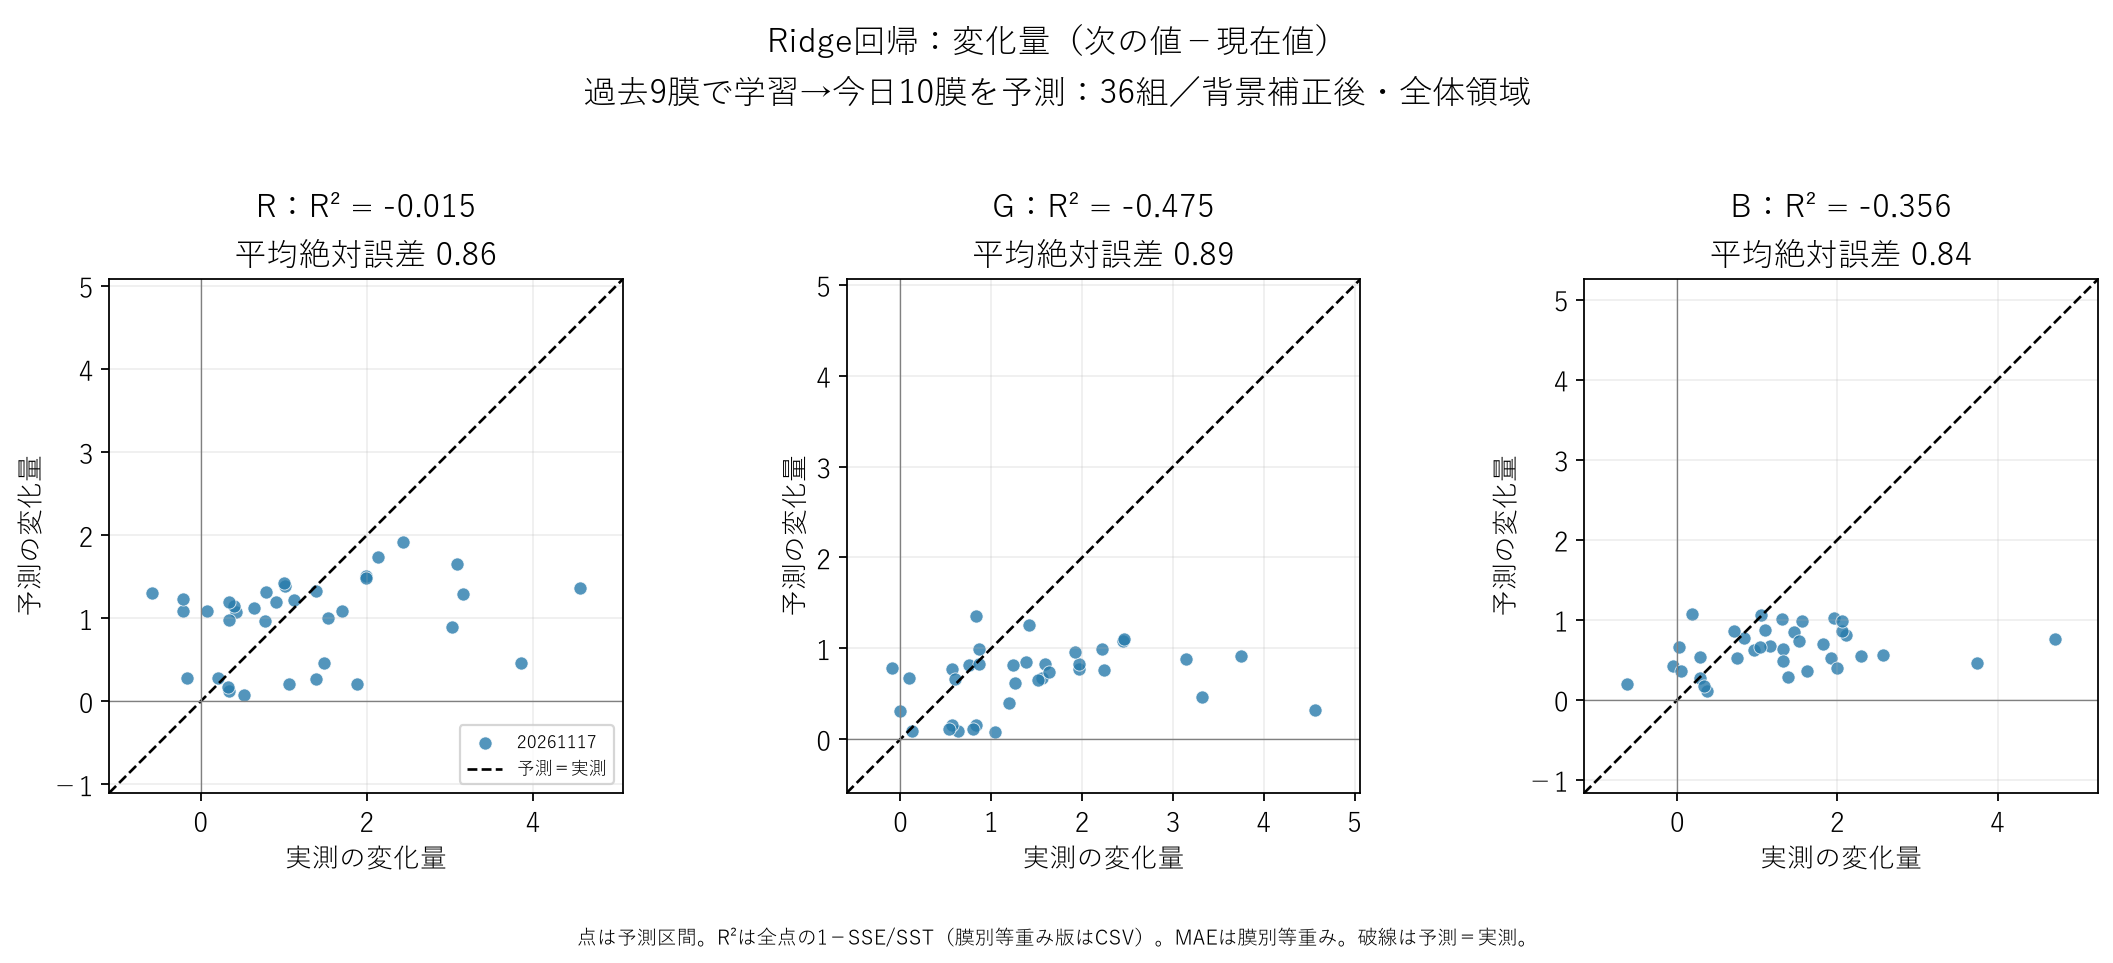 Ridge回帰：変化量（次の値－現在値）
過去9膜で学習→今日10膜を予測：36組／背景補正後・全体領域
R：R² = -0.015
平均絶対誤差 0.86
予測の変化量
5
4
3
2
1
0
−1
0
2
4
実測の変化量
20261117
予測＝実測
G：R² = -0.475
平均絶対誤差 0.89
予測の変化量
5
4
3
2
1
0
0
1
2
3
4
5
実測の変化量
B：R² = -0.356
平均絶対誤差 0.84
予測の変化量
5
4
3
2
1
0
−1
0
2
4
実測の変化量
点は予測区間。R²は全点の1－SSE/SST（膜別等重み版はCSV）。MAEは膜別等重み。破線は予測＝実測。